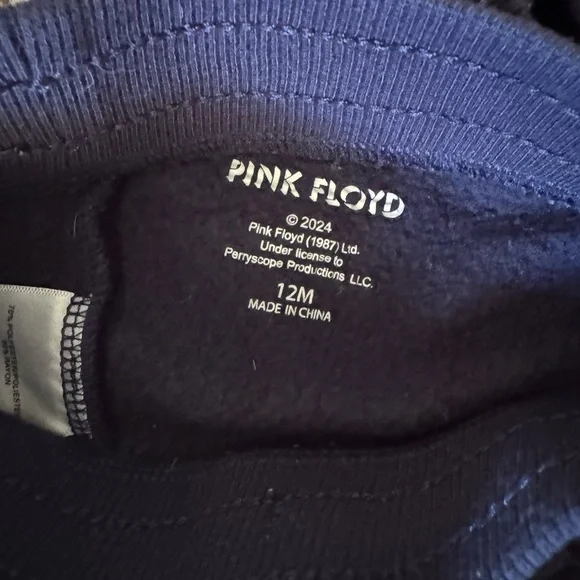 PINK FLOYD
© 2024
Pink Floyd (1987) Ltd.
Under license to
Perryscope Productions LLC.
12M
MADE IN CHINA